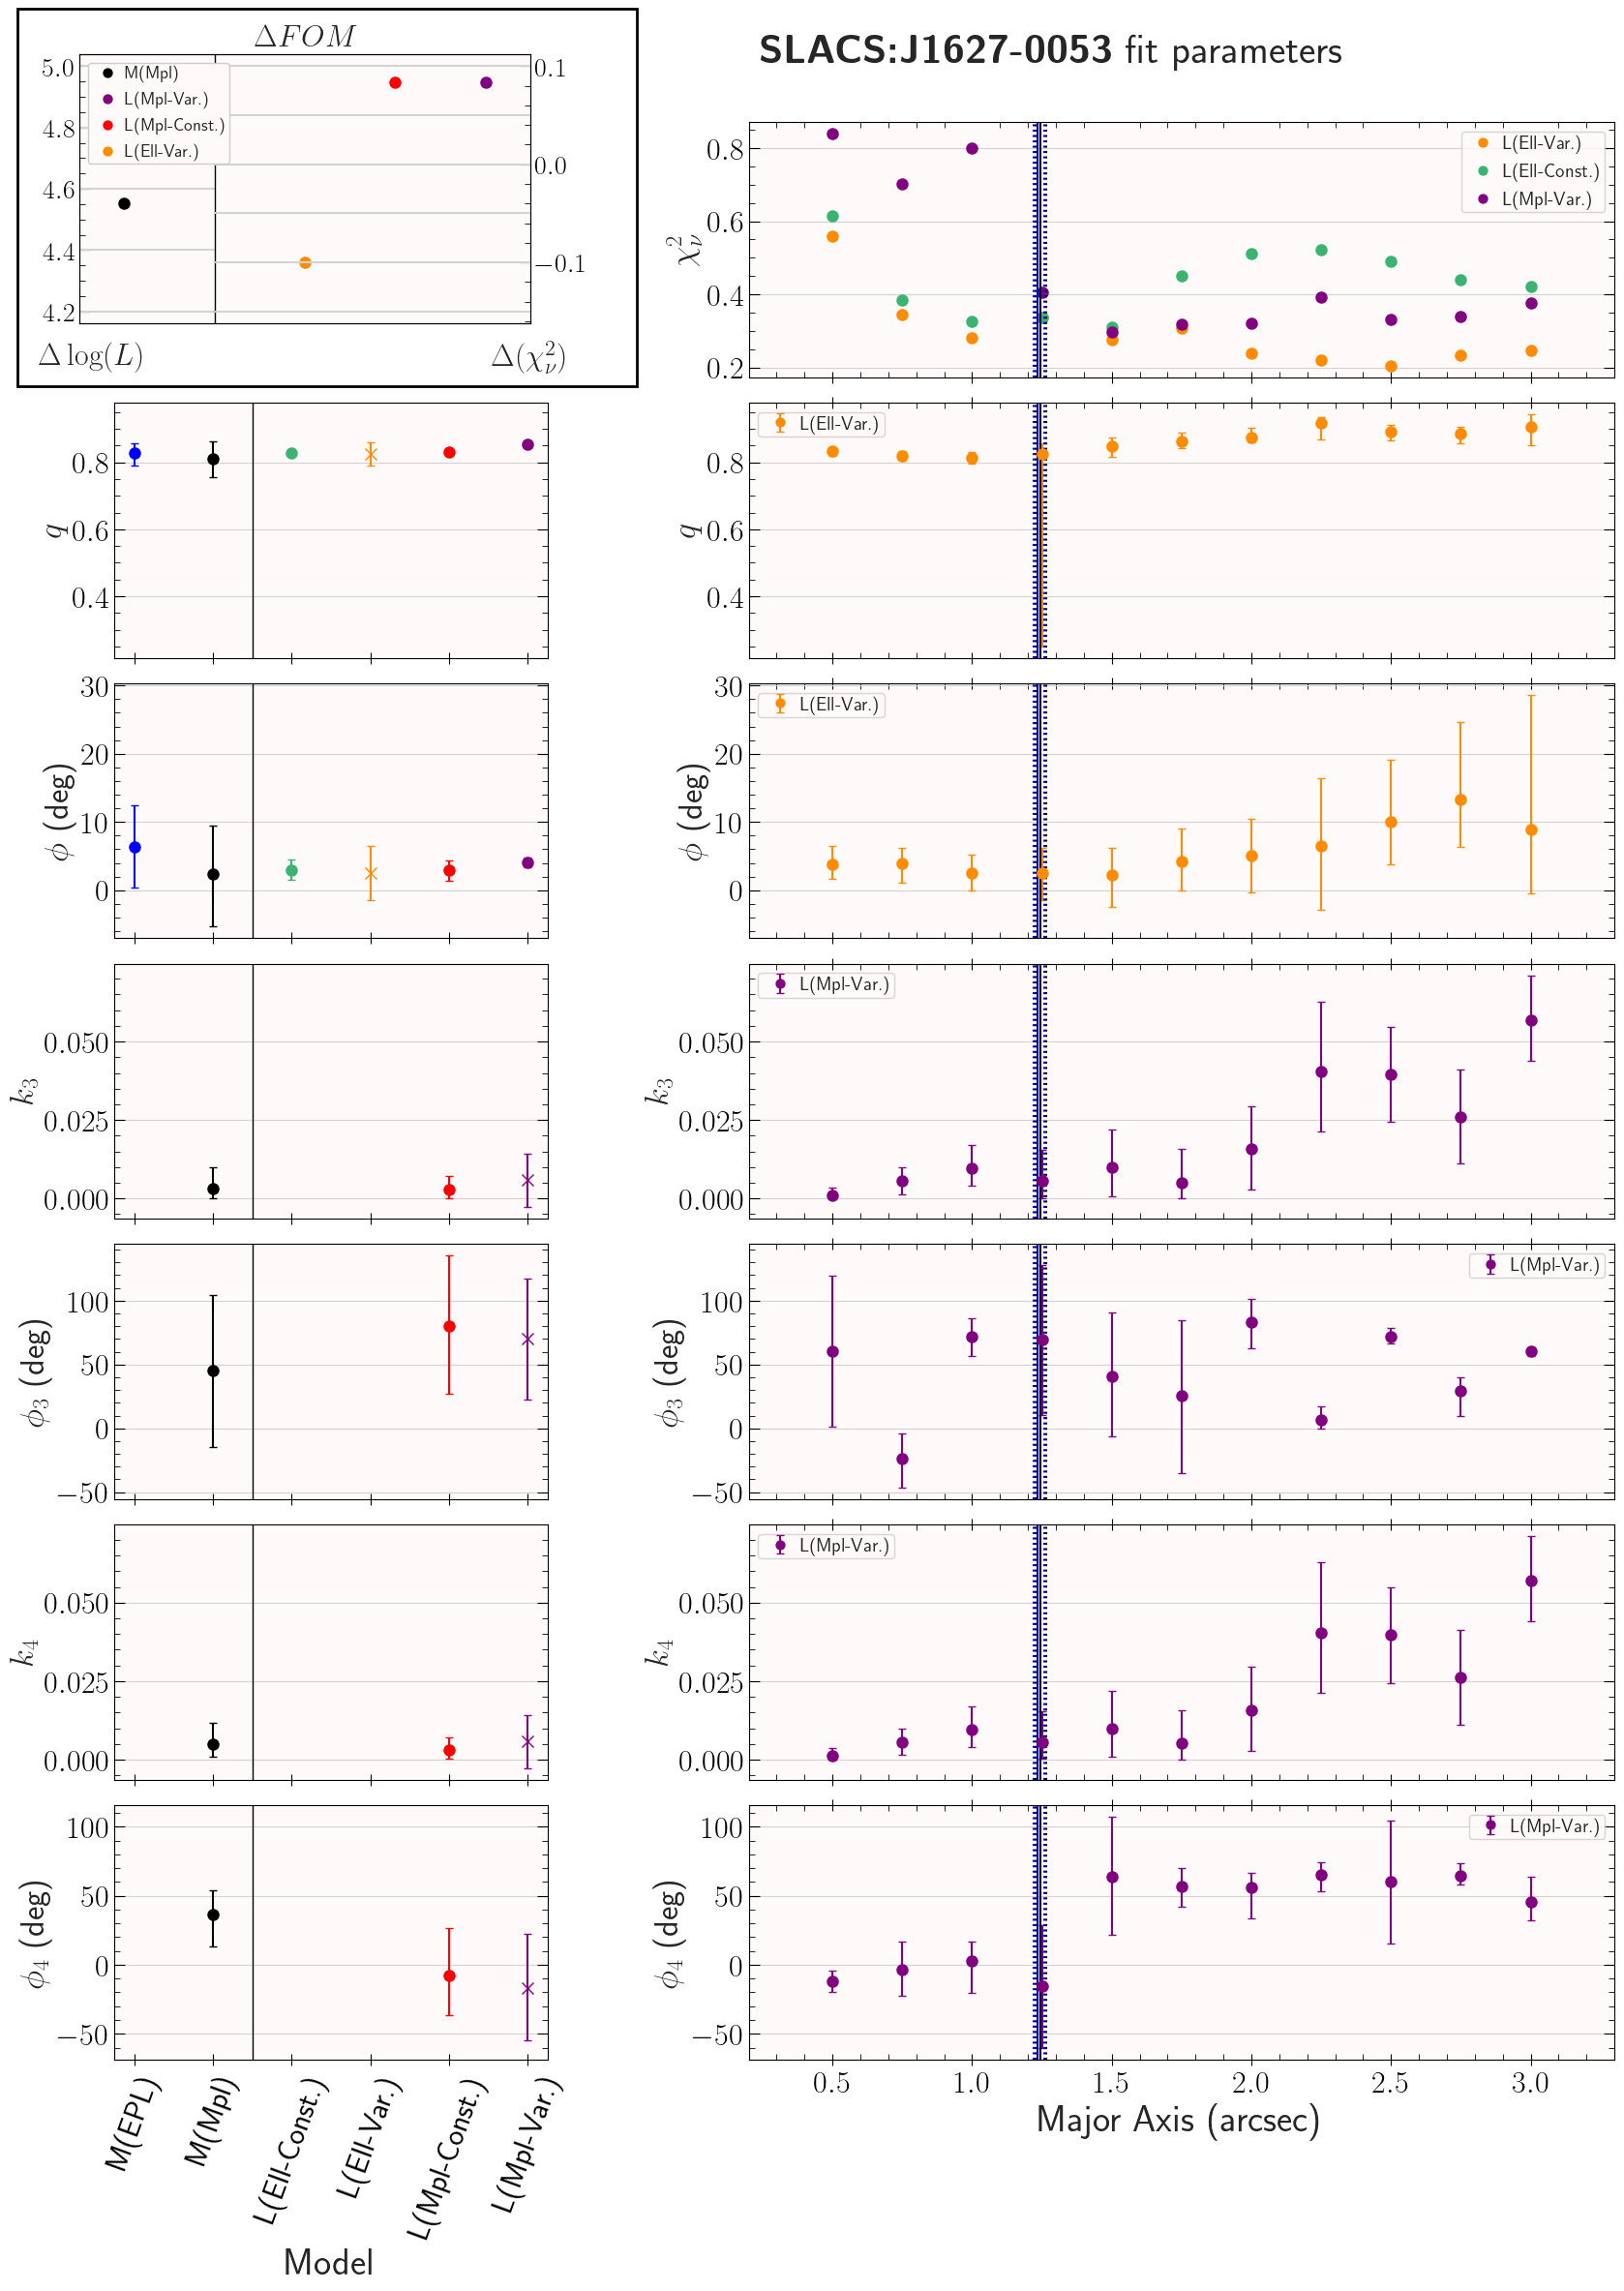 ΔFOM
5.0
4.8
4.6
4.4
4.2
M(Mpl)
L(Mpl-Var.)
L(Mpl-Const.)
L(Ell-Var.)
0.1
0.0
−0.1
Δ log(L)
Δ(χ²ᵥ)
SLACS:J1627-0053 fit parameters
χ²ᵥ
0.8
0.6
0.4
0.2
L(Ell-Var.)
L(Ell-Const.)
L(Mpl-Var.)
q
0.8
0.6
0.4
q
0.8
0.6
0.4
L(Ell-Var.)
ϕ (deg)
30
20
10
0
ϕ (deg)
30
20
10
0
L(Ell-Var.)
k₃
0.050
0.025
0.000
k₃
0.050
0.025
0.000
L(Mpl-Var.)
ϕ₃ (deg)
100
50
0
−50
ϕ₃ (deg)
100
50
0
−50
L(Mpl-Var.)
k₄
0.050
0.025
0.000
k₄
0.050
0.025
0.000
L(Mpl-Var.)
ϕ₄ (deg)
100
50
0
−50
ϕ₄ (deg)
100
50
0
−50
L(Mpl-Var.)
M(EPL)
M(Mpl)
L(Ell-Const.)
L(Ell-Var.)
L(Mpl-Const.)
L(Mpl-Var.)
Model
0.5 1.0 1.5 2.0 2.5 3.0
Major Axis (arcsec)